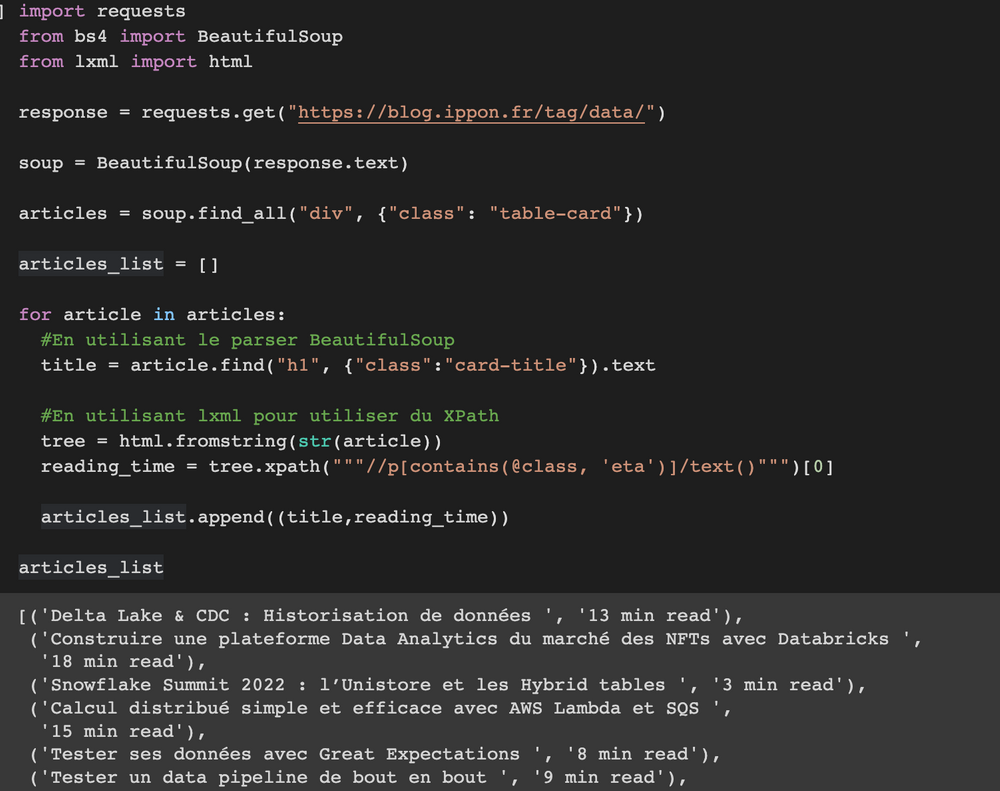 ] import requests
from bs4 import BeautifulSoup
from lxml import html
response = requests.get("https://blog.ippon.fr/tag/data/")
soup = BeautifulSoup(response.text)
articles = soup.find_all("div", {"class": "table-card"})
articles_list = []
for article in articles:
  #En utilisant le parser BeautifulSoup
  title = article.find("h1", {"class":"card-title"}).text
  #En utilisant lxml pour utiliser du XPath
  tree = html.fromstring(str(article))
  reading_time = tree.xpath("""//p[contains(@class, 'eta')]/text()""")[0]
  articles_list.append((title,reading_time))
articles_list
[('Delta Lake & CDC : Historisation de données ', '13 min read'),
 ('Construire une plateforme Data Analytics du marché des NFTs avec Databricks ',
  '18 min read'),
 ('Snowflake Summit 2022 : l’Unistore et les Hybrid tables ', '3 min read'),
 ('Calcul distribué simple et efficace avec AWS Lambda et SQS ',
  '15 min read'),
 ('Tester ses données avec Great Expectations ', '8 min read'),
 ('Tester un data pipeline de bout en bout ', '9 min read'),